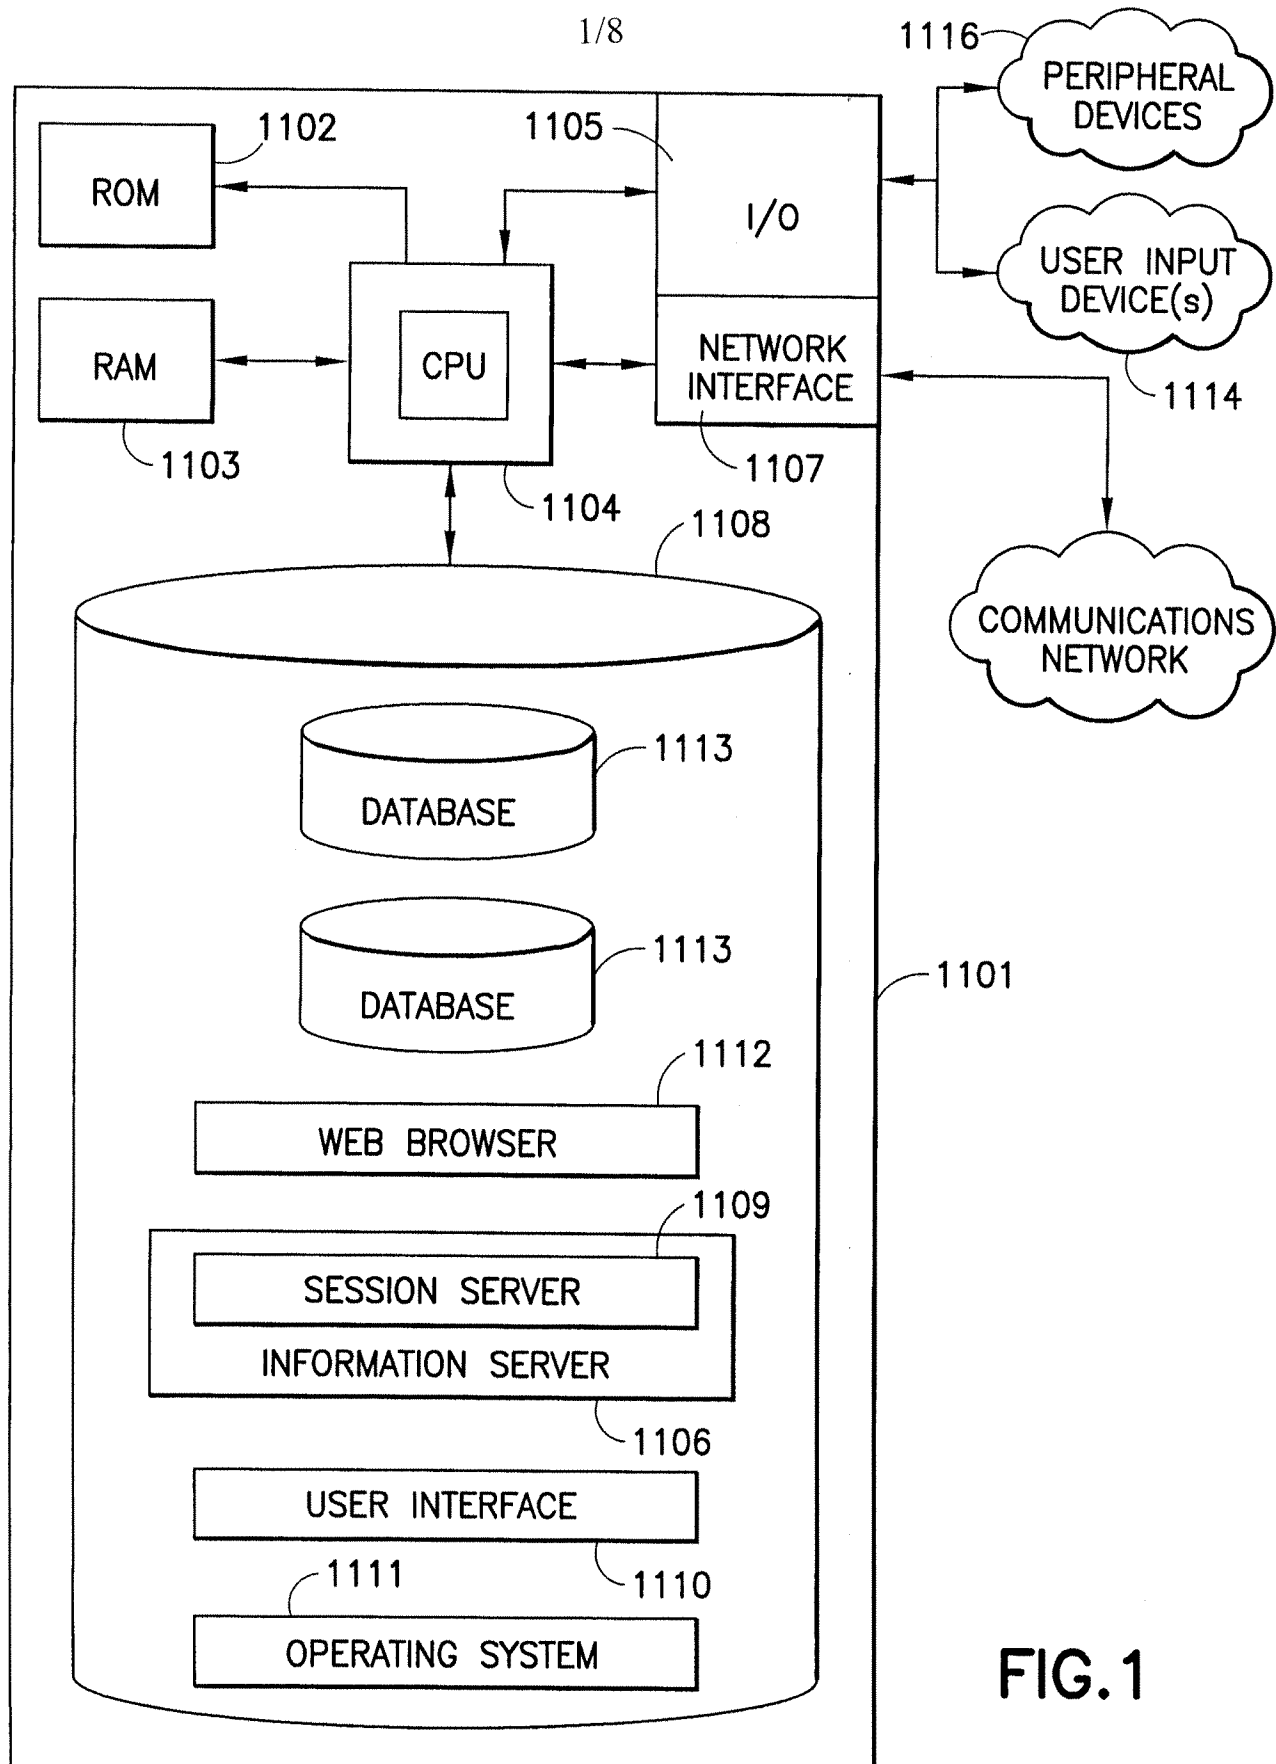 1/8
1116
PERIPHERAL
DEVICES
1102
1105
ROM
I/O
USER INPUT
DEVICE(s)
1114
RAM
CPU
NETWORK
INTERFACE
1103
1104
1107
1108
COMMUNICATIONS
NETWORK
1113
DATABASE
1113
DATABASE
1101
1112
WEB BROWSER
1109
SESSION SERVER
INFORMATION SERVER
1106
USER INTERFACE
1110
1111
OPERATING SYSTEM
FIG. 1